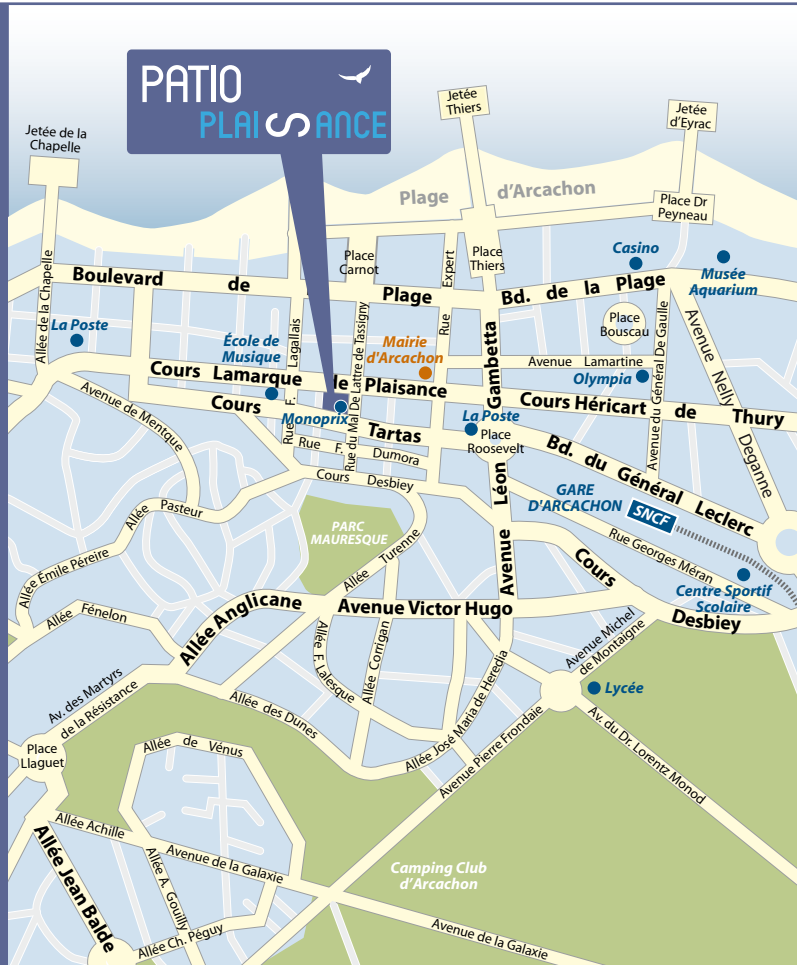 PATIO
PLAISANCE
Jetée de la
Chapelle
Jetée
Thiers
Jetée
d'Eyrac
Plage d'Arcachon
Place Dr
Peyneau
Place
Carnot
Place
Thiers
Rue Expert
Casino
Musée
Aquarium
Boulevard de Plage
Bd. de la Plage
Allée de la Chapelle
La Poste
École de
Musique
Rue F. Lagallais
Rue du Mal De Lattre de Tassigny
Mairie
d'Arcachon
Place
Bouscau
Avenue Lamartine
Olympia
Avenue du Général De Gaulle
Avenue Nelly Deganne
Cours Lamarque de Plaisance
Cours Héricart de Thury
Avenue de Mentque
Cours Tartas
Monoprix
La Poste
Place
Roosevelt
Rue F. Dumora
Cours Desbiey
Avenue Léon Gambetta
Bd. du Général Leclerc
GARE
D'ARCACHON
SNCF
Rue Georges Méran
Centre Sportif
Scolaire
Cours Desbiey
Allée Pasteur
PARC
MAURESQUE
Allée Turenne
Allée Émile Péreire
Allée Fénelon
Allée Anglicane
Avenue Victor Hugo
Allée F. Lalesque
Allée Corrigan
Avenue Michel
de Montaigne
Lycée
Av. des Martyrs
de la Résistance
Allée des Dunes
Allée José Maria de Heredia
Avenue Pierre Frondaie
Av. du Dr. Lorentz Monod
Place
Llaguet
Allée de Vénus
Allée Achille
Avenue de la Galaxie
Allée Jean Balde
Allée A. Gouilly
Allée Ch. Péguy
Camping Club
d'Arcachon
Avenue de la Galaxie